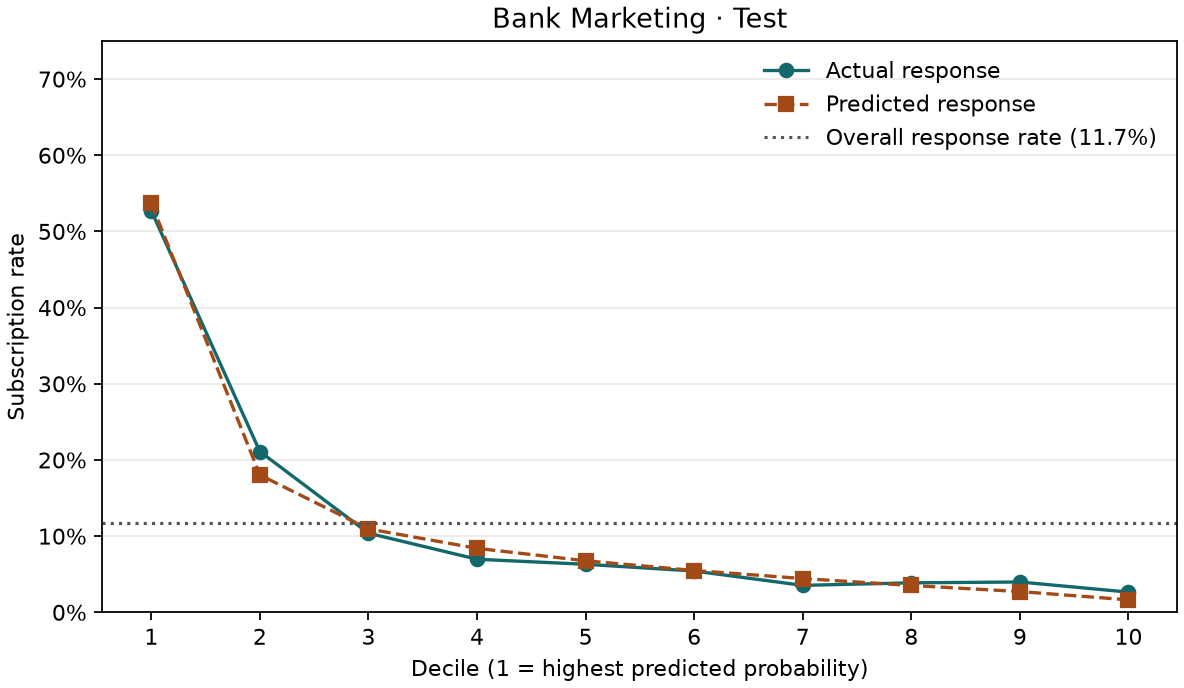 Bank Marketing · Test
Actual response
Predicted response
Overall response rate (11.7%)
Subscription rate
70%
60%
50%
40%
30%
20%
10%
0%
1 2 3 4 5 6 7 8 9 10
Decile (1 = highest predicted probability)